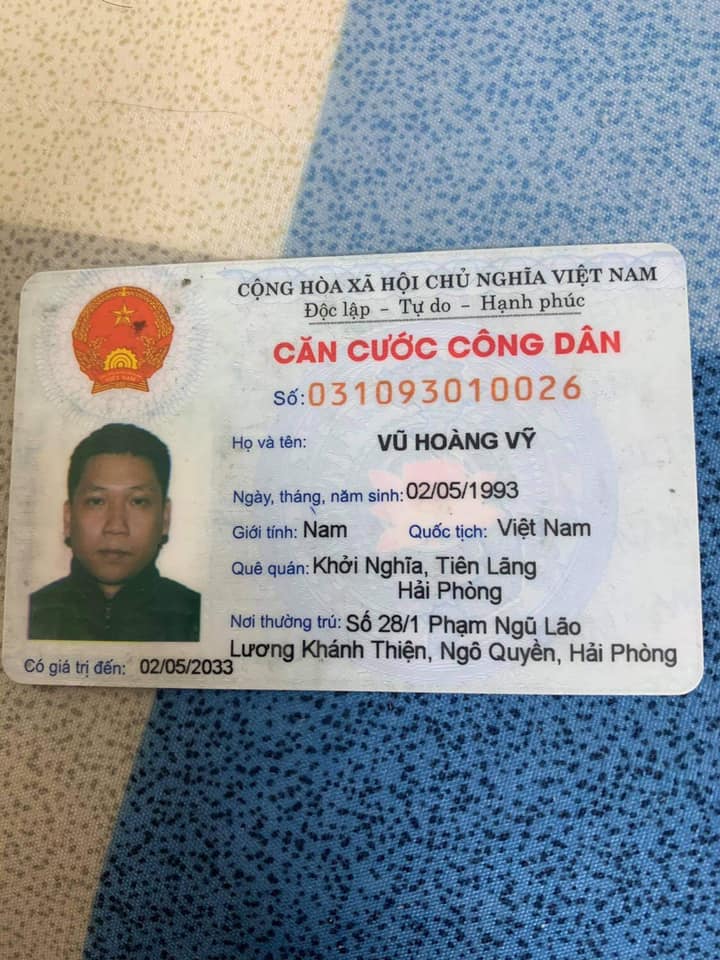 CỘNG HÒA XÃ HỘI CHỦ NGHĨA VIỆT NAM
Độc lập - Tự do - Hạnh phúc
CĂN CƯỚC CÔNG DÂN
Số: 031093010026
Họ và tên: VŨ HOÀNG VỸ
Ngày, tháng, năm sinh: 02/05/1993
Giới tính: Nam Quốc tịch: Việt Nam
Quê quán: Khởi Nghĩa, Tiên Lãng
Hải Phòng
Nơi thường trú: Số 28/1 Phạm Ngũ Lão
Lương Khánh Thiện, Ngô Quyền, Hải Phòng
Có giá trị đến: 02/05/2033
VIỆT NAM